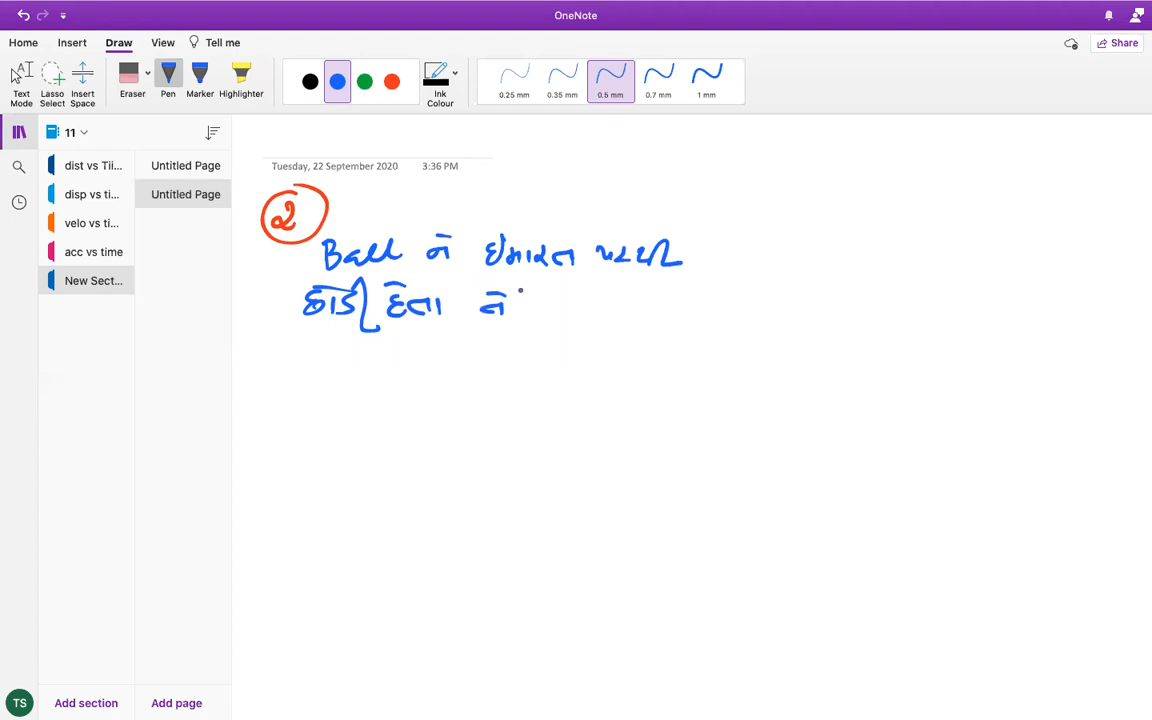 OneNote
Home Insert Draw View Tell me
Share
Text Mode
Lasso Select
Insert Space
Eraser
Pen
Marker
Highlighter
Ink Colour
0.25 mm
0.35 mm
0.5 mm
0.7 mm
1 mm
11
dist vs Tii...
disp vs ti...
velo vs ti...
acc vs time
New Sect...
Untitled Page
Untitled Page
Tuesday, 22 September 2020 3:36 PM
૨
Ball ને ઈમારત પરથી
છોડી દેતા તે
TS
Add section
Add page